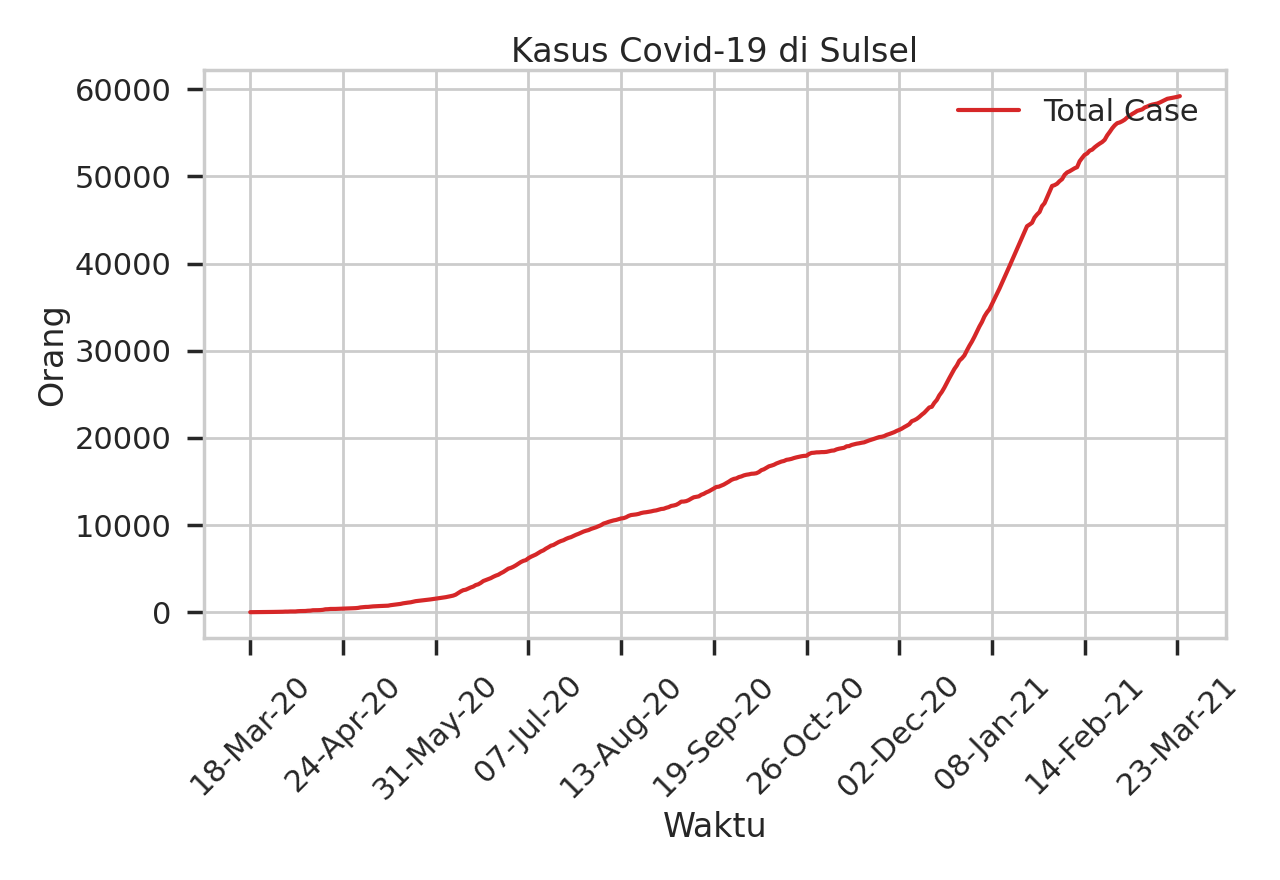 Kasus Covid-19 di Sulsel
60000
50000
40000
30000
20000
10000
0
Orang
Total Case
18-Mar-20
24-Apr-20
31-May-20
07-Jul-20
13-Aug-20
19-Sep-20
26-Oct-20
02-Dec-20
08-Jan-21
14-Feb-21
23-Mar-21
Waktu